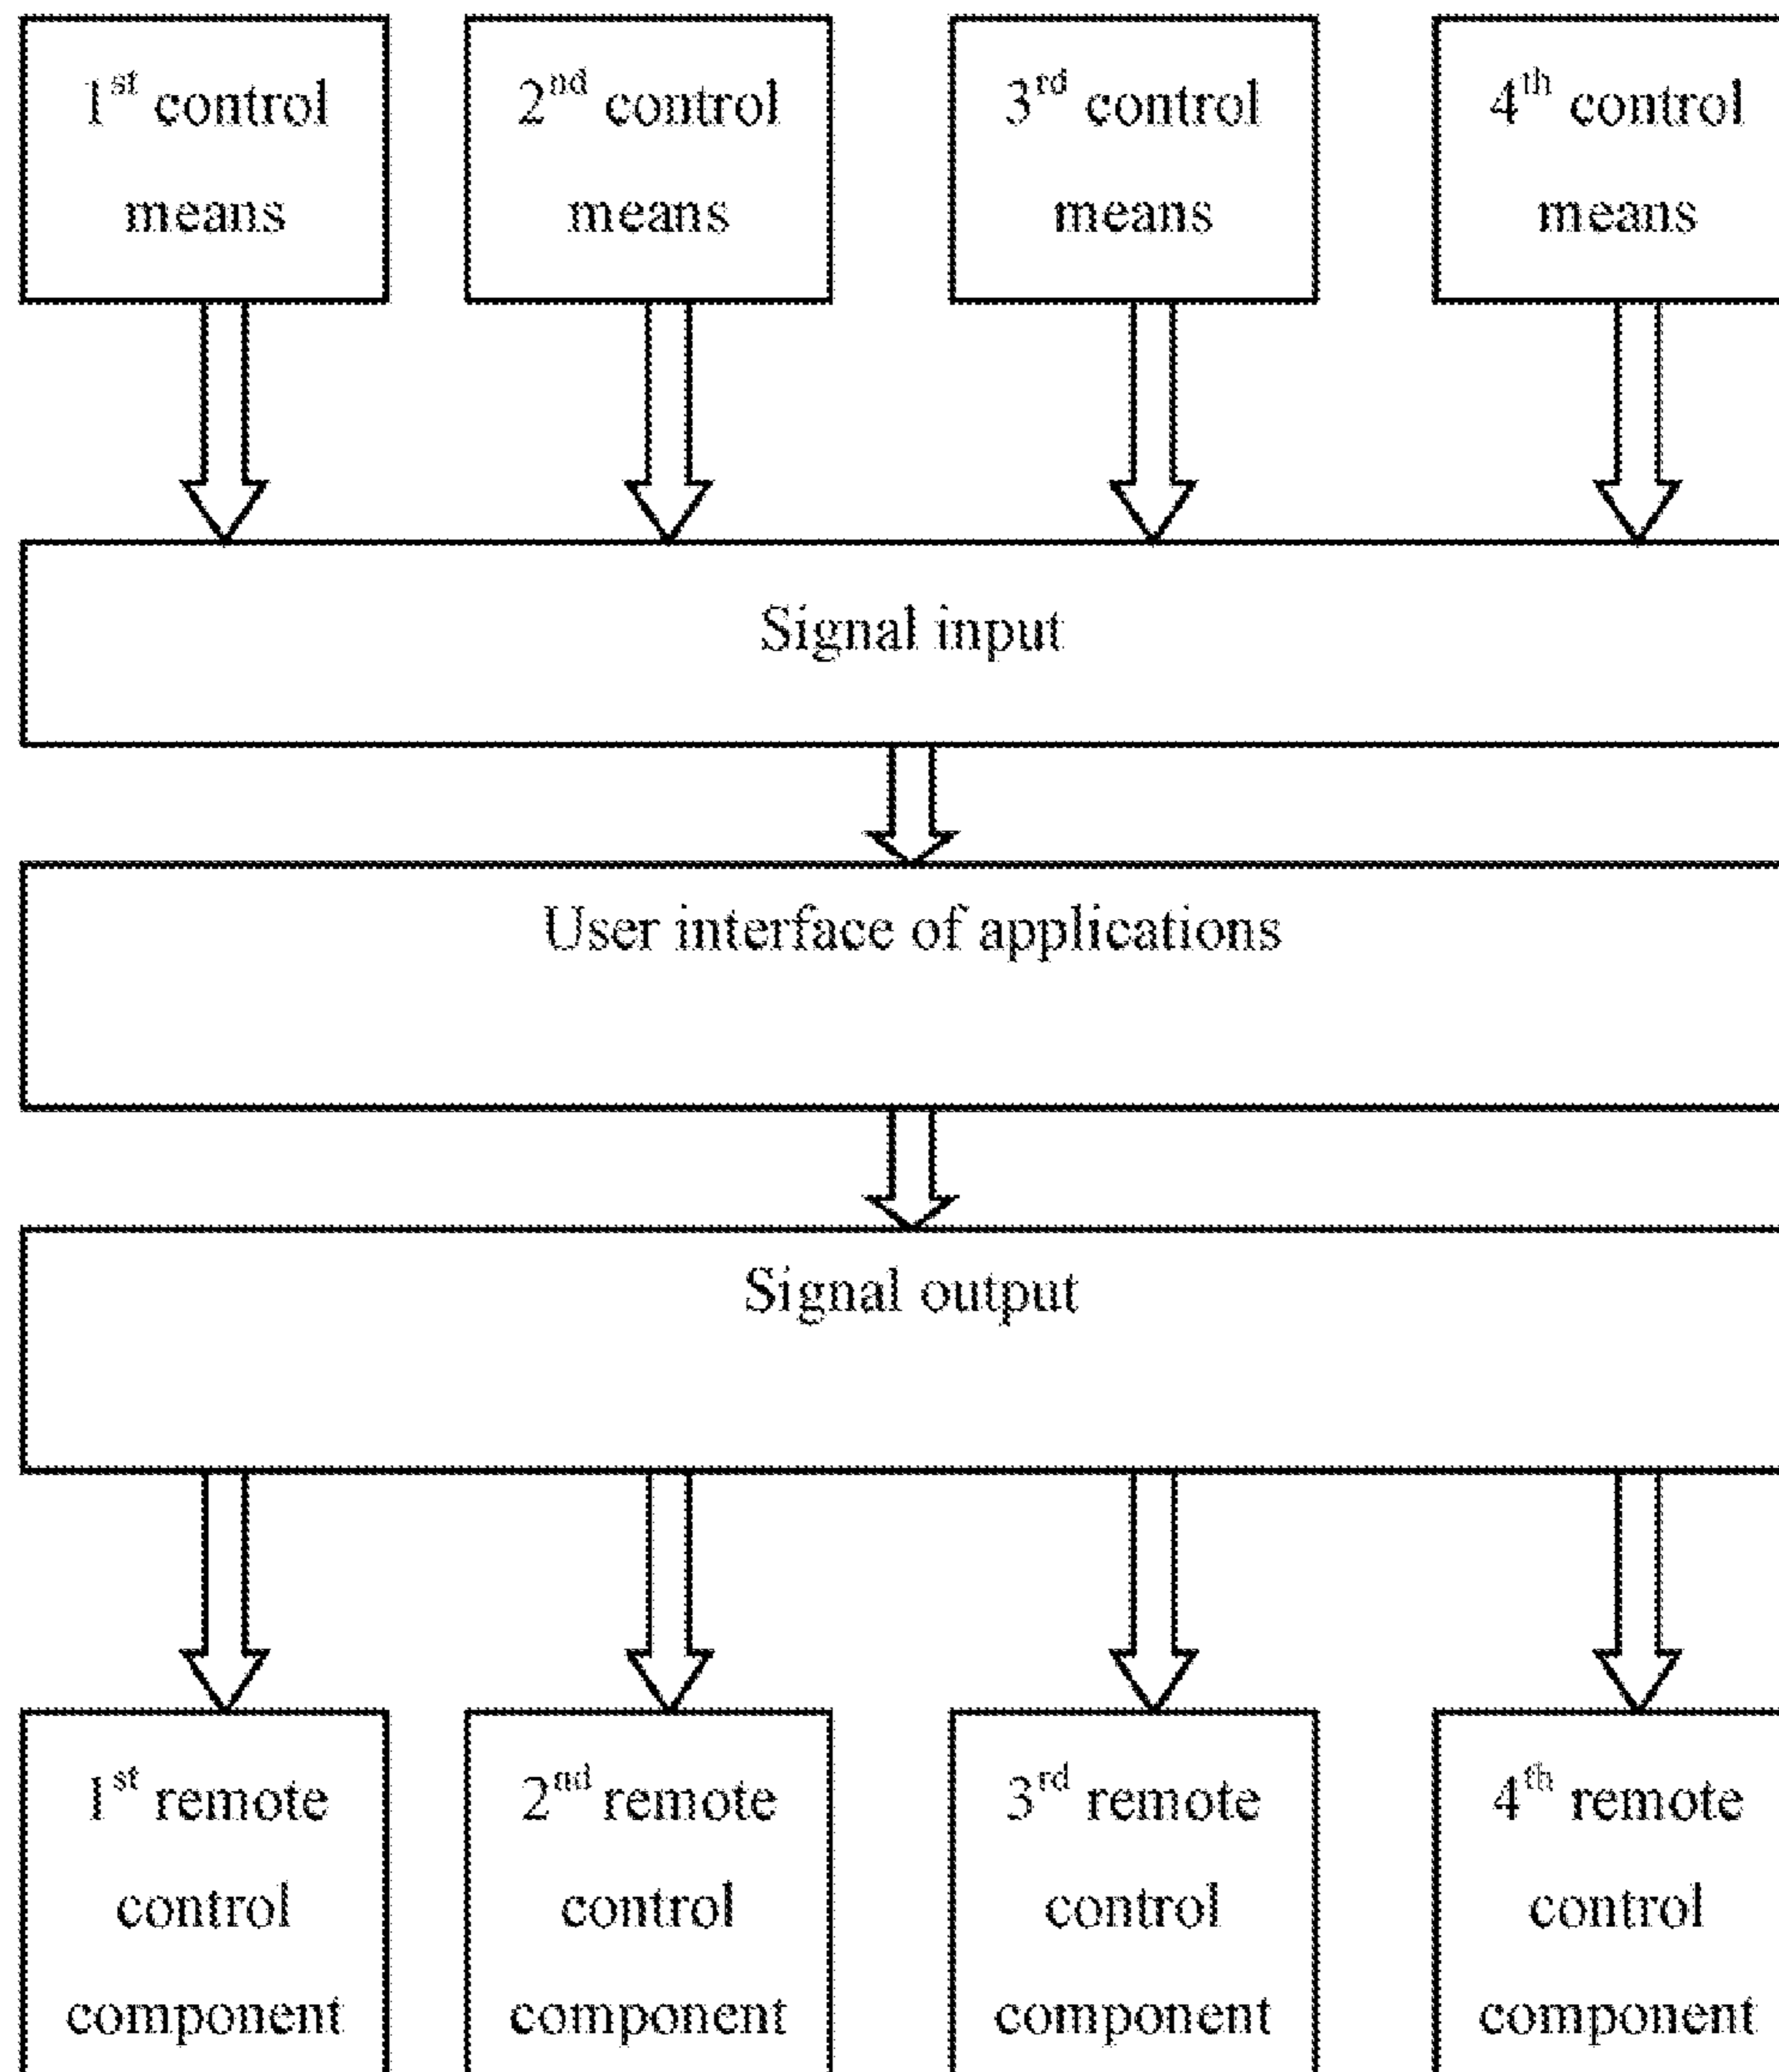 1st control
means
2nd control
means
3rd control
means
4th control
means
Signal input
User interface of applications
Signal output
1st remote
control
component
2nd remote
control
component
3rd remote
control
component
4th remote
control
component